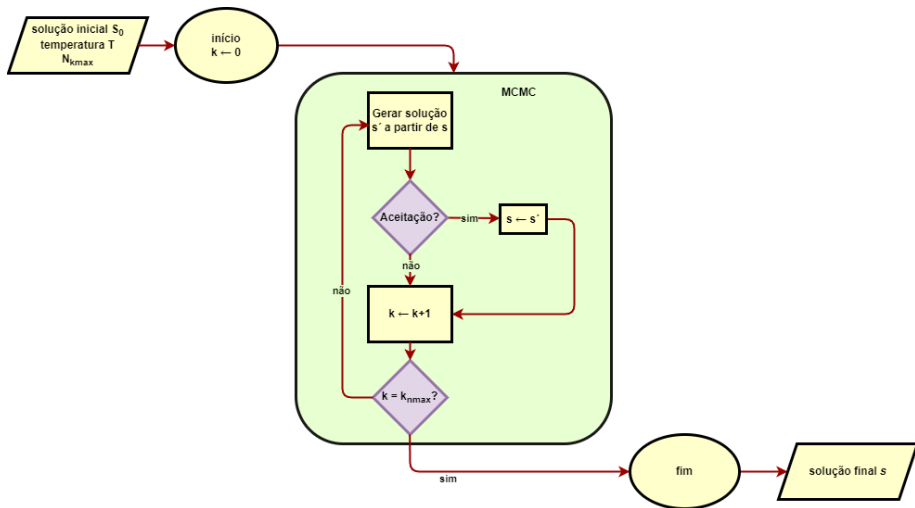 solução inicial S₀
temperatura T
Nₖₘₐₓ
início
k ← 0
MCMC
Gerar solução
s´ a partir de s
Aceitação?
sim
s ← s´
não
não
k ← k+1
k = kₙₘₐₓ?
sim
fim
solução final s